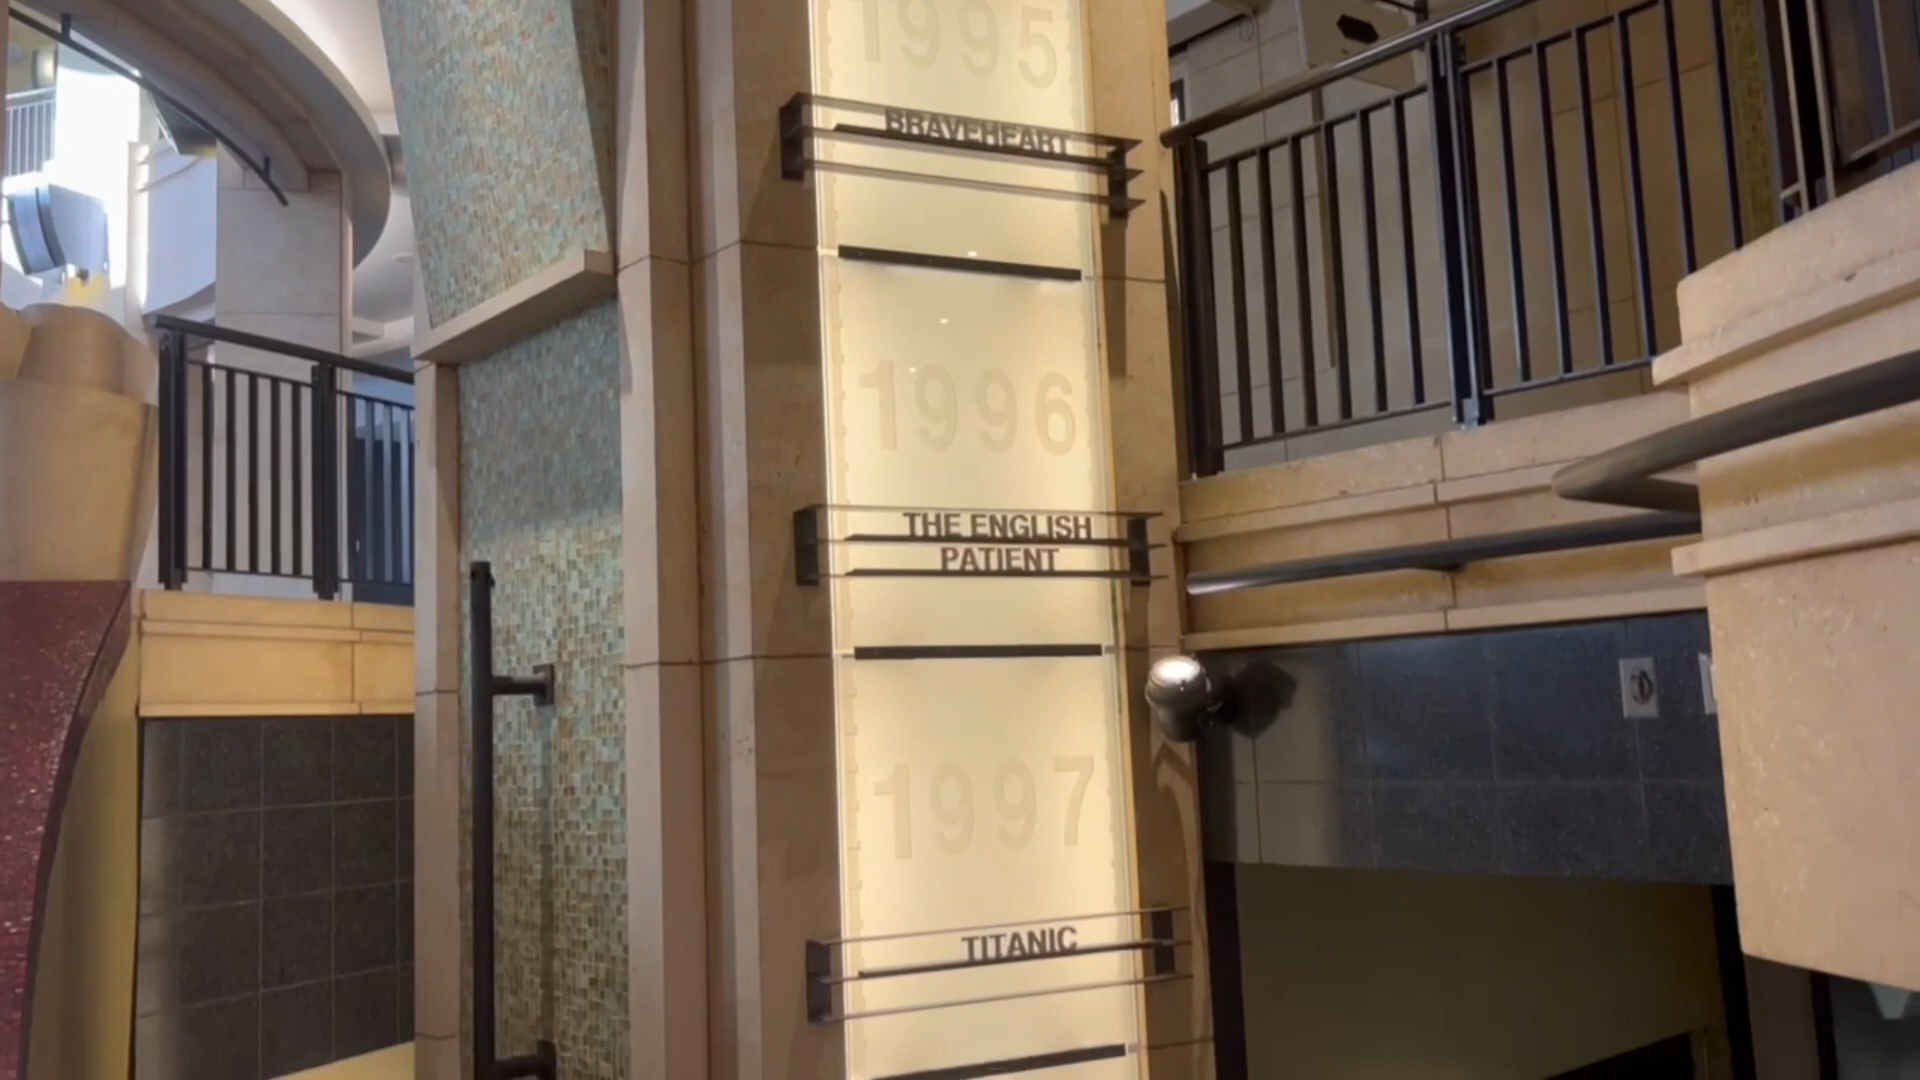 1995
BRAVEHEART
1996
THE ENGLISH
PATIENT
1997
TITANIC